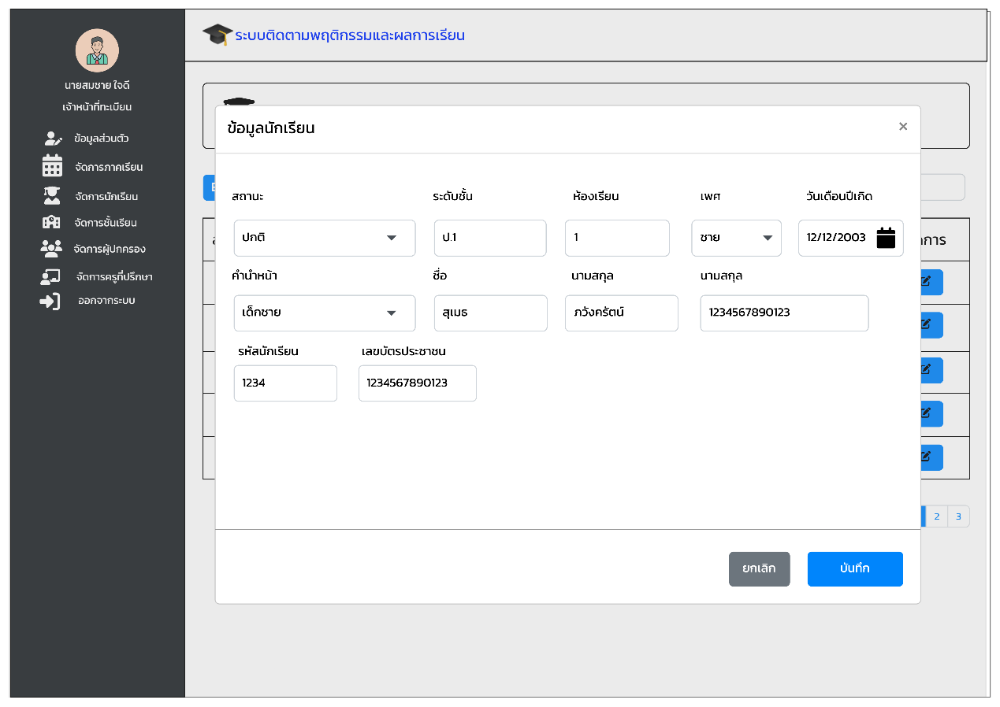 ระบบติดตามพฤติกรรมและผลการเรียน
นายสมชาย ใจดี
เจ้าหน้าที่ทะเบียน
ข้อมูลส่วนตัว
จัดการภาคเรียน
จัดการนักเรียน
จัดการชั้นเรียน
จัดการผู้ปกครอง
จัดการครูที่ปรึกษา
ออกจากระบบ
ข้อมูลนักเรียน ×
สถานะ ระดับชั้น ห้องเรียน เพศ วันเดือนปีเกิด
ปกติ ป.1 1 ชาย 12/12/2003
คำนำหน้า ชื่อ นามสกุล นามสกุล
เด็กชาย สุเมธ ภวังครัตน์ 1234567890123
รหัสนักเรียน เลขบัตรประชาชน
1234 1234567890123
2 3
ยกเลิก บันทึก